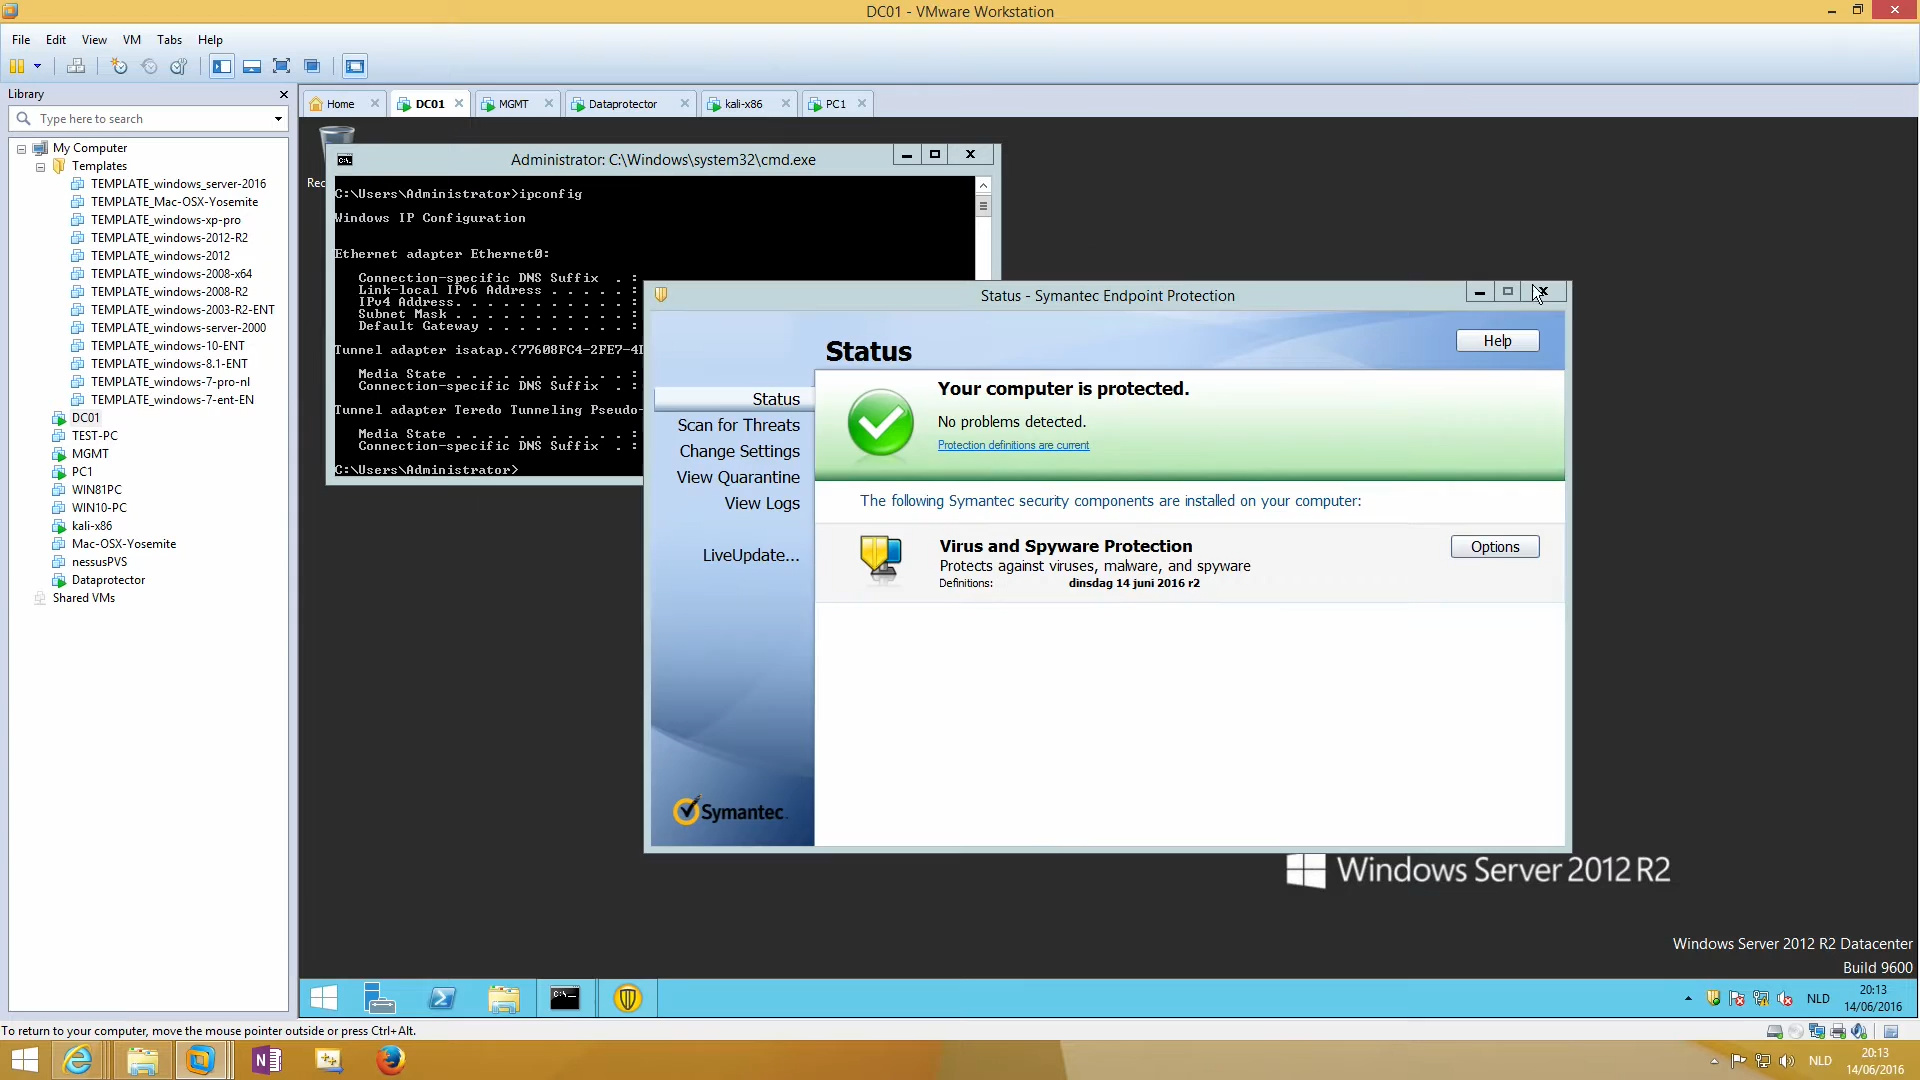 DC01 - VMware Workstation
File Edit View VM Tabs Help
Library
Type here to search
My Computer
Templates
TEMPLATE_windows_server-2016
TEMPLATE_Mac-OSX-Yosemite
TEMPLATE_windows-xp-pro
TEMPLATE_windows-2012-R2
TEMPLATE_windows-2012
TEMPLATE_windows-2008-x64
TEMPLATE_windows-2008-R2
TEMPLATE_windows-2003-R2-ENT
TEMPLATE_windows-server-2000
TEMPLATE_windows-10-ENT
TEMPLATE_windows-8.1-ENT
TEMPLATE_windows-7-pro-nl
TEMPLATE_windows-7-ent-EN
DC01
TEST-PC
MGMT
PC1
WIN81PC
WIN10-PC
kali-x86
Mac-OSX-Yosemite
nessusPVS
Dataprotector
Shared VMs
Home DC01 MGMT Dataprotector kali-x86 PC1
Rec
Administrator: C:\Windows\system32\cmd.exe
C:\Users\Administrator>ipconfig
Windows IP Configuration
Ethernet adapter Ethernet0:
Connection-specific DNS Suffix . :
Link-local IPv6 Address . . . . . :
IPv4 Address. . . . . . . . . . . :
Subnet Mask . . . . . . . . . . . :
Default Gateway . . . . . . . . . :
Tunnel adapter isatap.{77608FC4-2FE7-4
Media State . . . . . . . . . . . :
Connection-specific DNS Suffix . :
Tunnel adapter Teredo Tunneling Pseudo-
Media State . . . . . . . . . . . :
Connection-specific DNS Suffix . :
C:\Users\Administrator>
Status - Symantec Endpoint Protection
Status
Help
Status
Scan for Threats
Change Settings
View Quarantine
View Logs
LiveUpdate...
Symantec.
Your computer is protected.
No problems detected.
Protection definitions are current
The following Symantec security components are installed on your computer:
Virus and Spyware Protection
Protects against viruses, malware, and spyware
Definitions: dinsdag 14 juni 2016 r2
Options
Windows Server 2012 R2
Windows Server 2012 R2 Datacenter
Build 9600
NLD
20:13
14/06/2016
To return to your computer, move the mouse pointer outside or press Ctrl+Alt.
NLD
20:13
14/06/2016